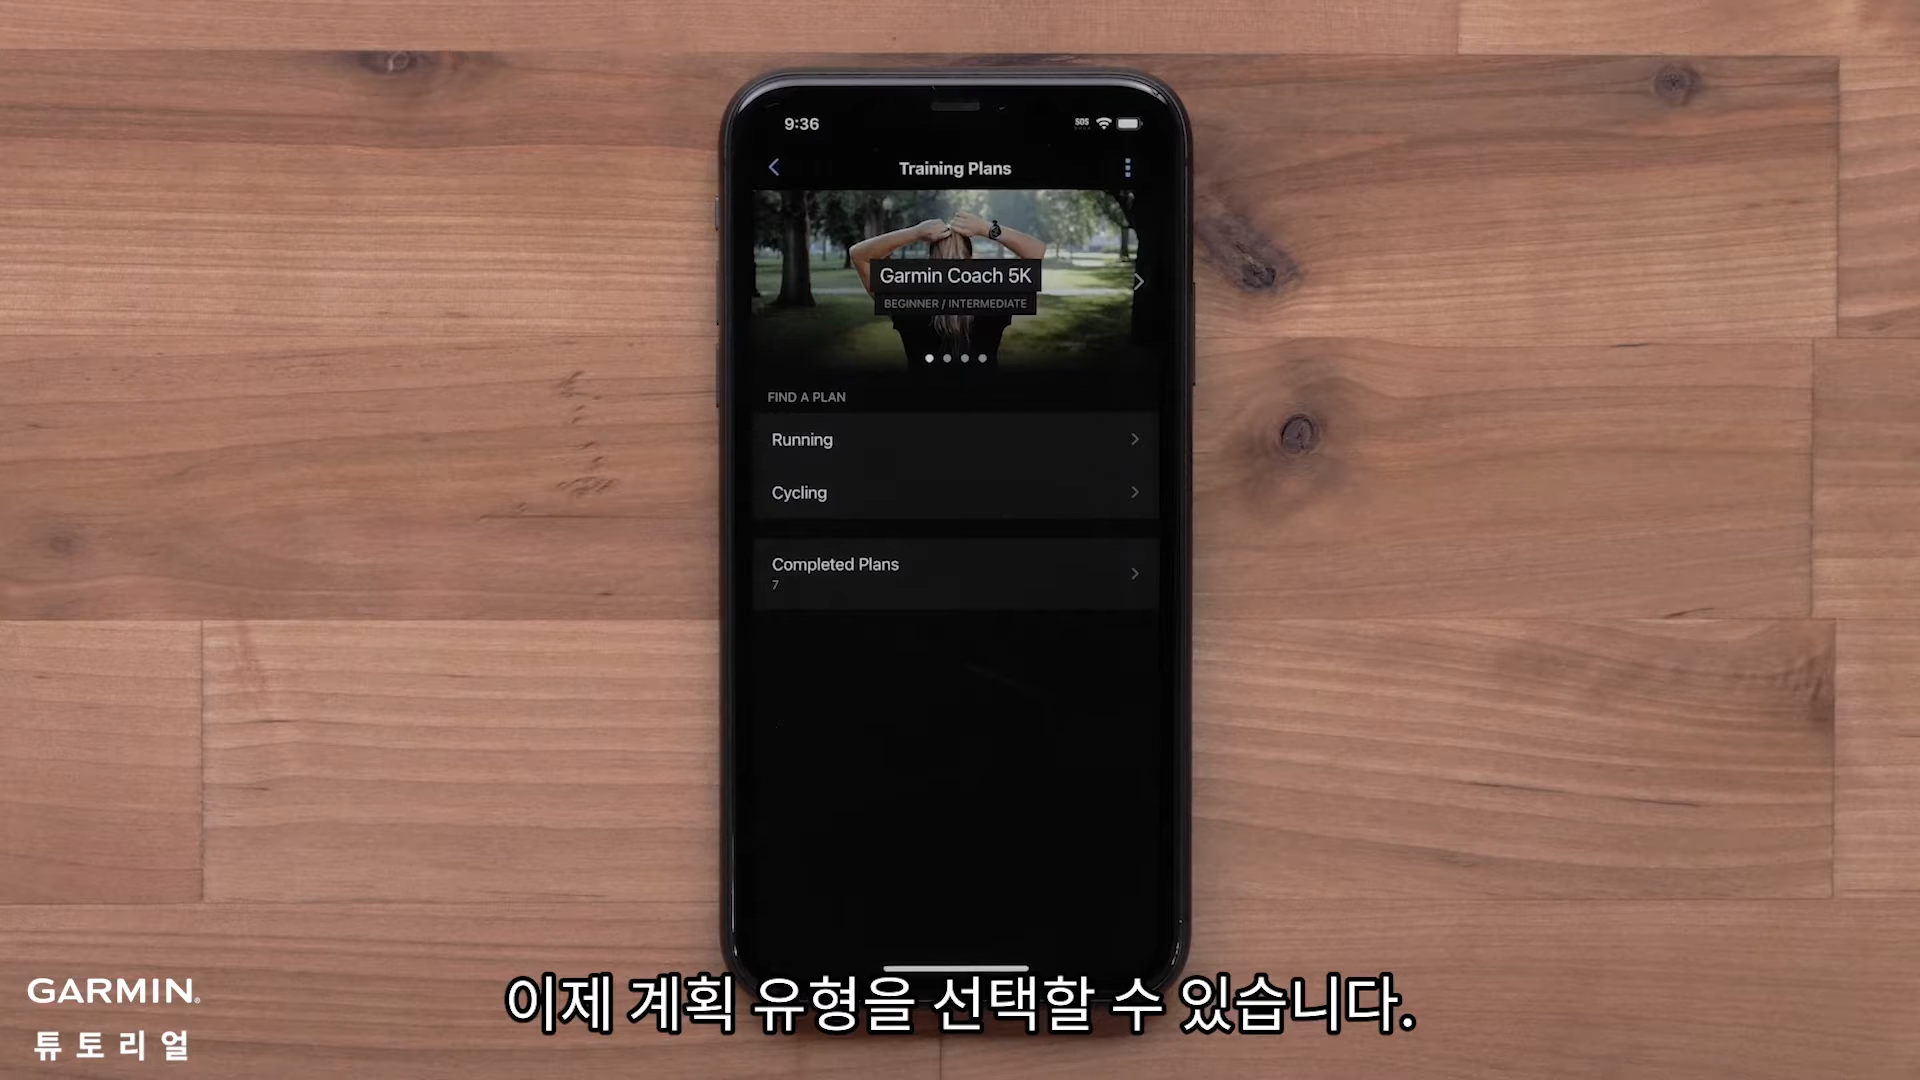 9:36
SOS
Training Plans
Garmin Coach 5K
BEGINNER / INTERMEDIATE
FIND A PLAN
Running
Cycling
Completed Plans
7
이제 계획 유형을 선택할 수 있습니다.
GARMIN.
튜토리얼